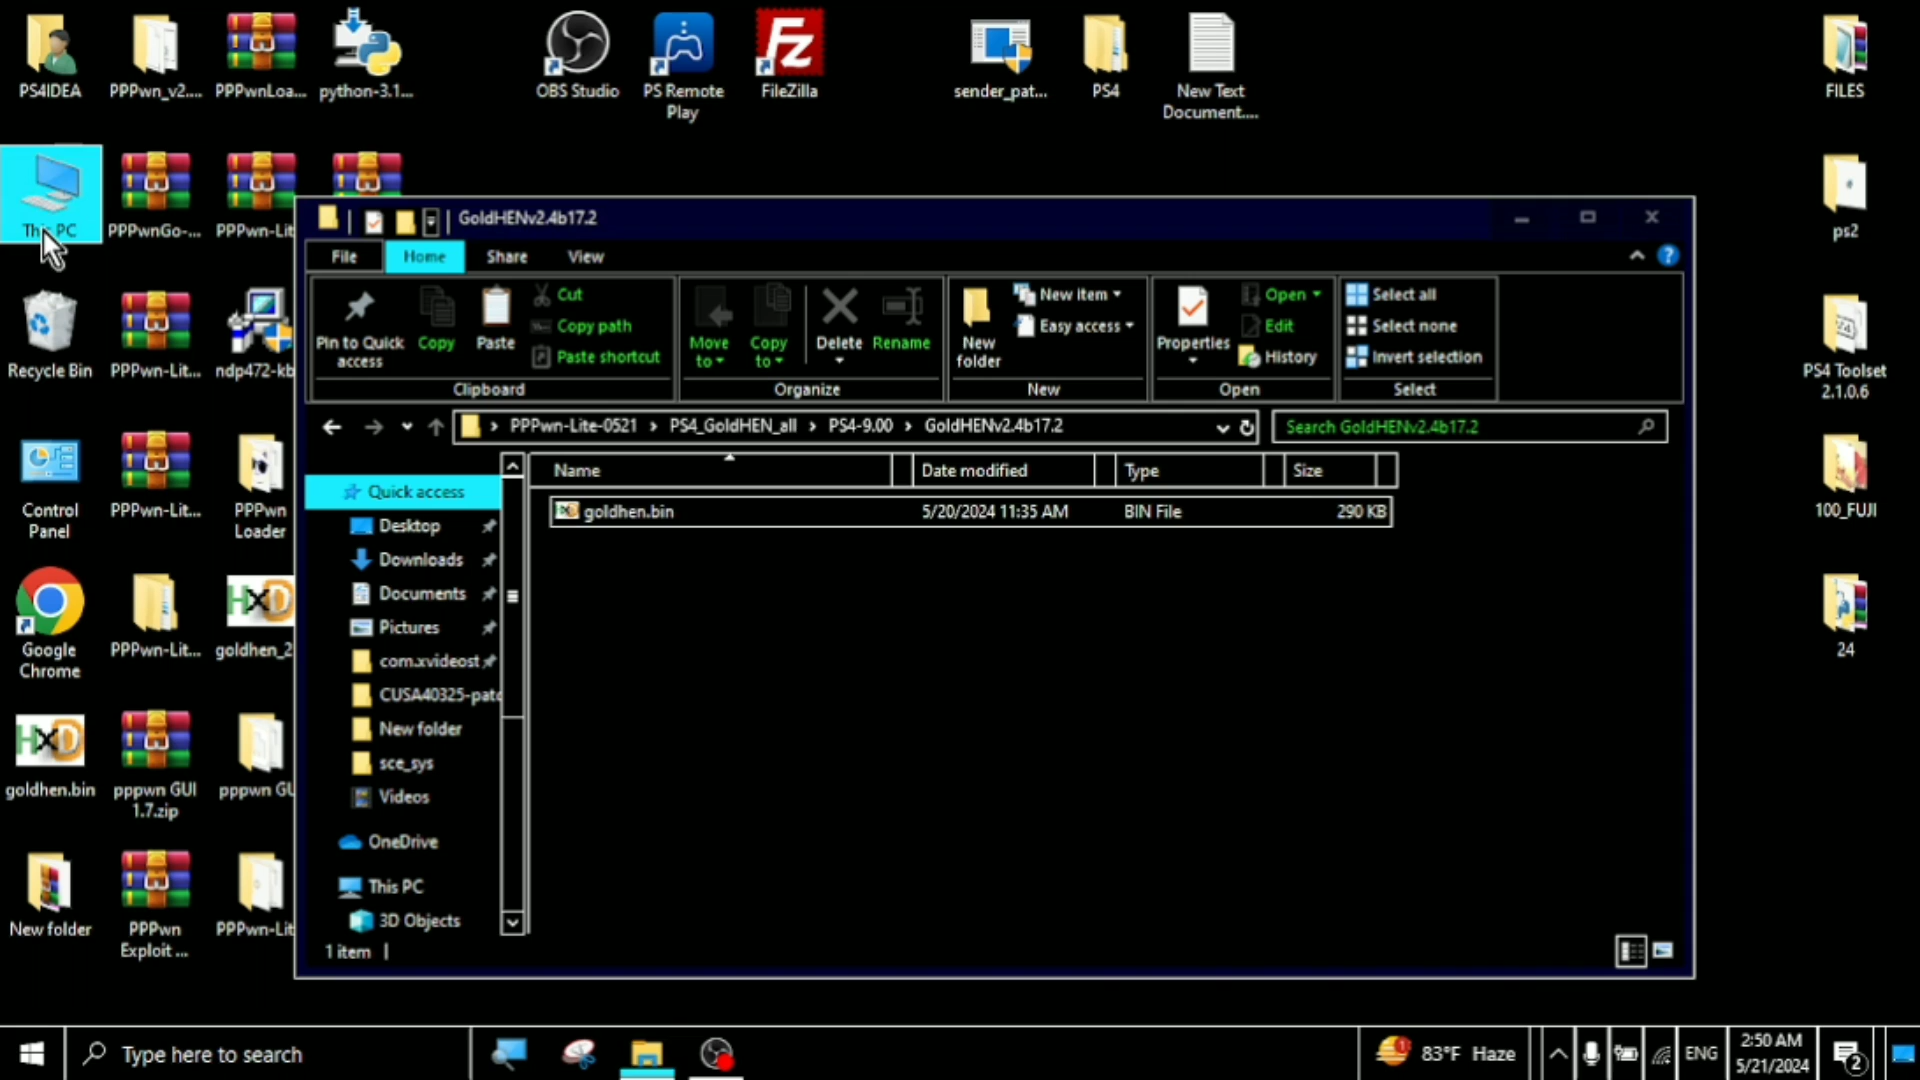 PS4IDEA
PPPwn_v2....
PPPwnLoa...
python-3.1...
OBS Studio
PS Remote
Play
FileZilla
sender_pat...
PS4
New Text
Document....
FILES
This PC
PPPwnGo-...
PPPwn-Lit
ps2
Recycle Bin
PPPwn-Lit...
ndp472-kb
PS4 Toolset
2.1.0.6
Control
Panel
PPPwn-Lit...
PPPwn
Loader
100_FUJI
Google
Chrome
PPPwn-Lit...
HxD
goldhen_2
24
HxD
goldhen.bin
pppwn GUI
1.7.zip
pppwn GU
New folder
PPPwn
Exploit ...
PPPwn-Lit
GoldHENv2.4b17.2
File Home Share View
Pin to Quick
access
Copy
Paste
Cut
Copy path
Paste shortcut
Clipboard
Move
to
Copy
to
Delete
Rename
Organize
New
folder
New item
Easy access
New
Properties
Open
Edit
History
Open
Select all
Select none
Invert selection
Select
PPPwn-Lite-0521 > PS4_GoldHEN_all > PS4-9.00 > GoldHENv2.4b17.2
Search GoldHENv2.4b17.2
Name Date modified Type Size
goldhen.bin 5/20/2024 11:35 AM BIN File 290 KB
Quick access
Desktop
Downloads
Documents
Pictures
com.xvideost
CUSA40325-patc
New folder
sce_sys
Videos
OneDrive
This PC
3D Objects
1 item
Type here to search
83°F Haze
ENG
2:50 AM
5/21/2024
2